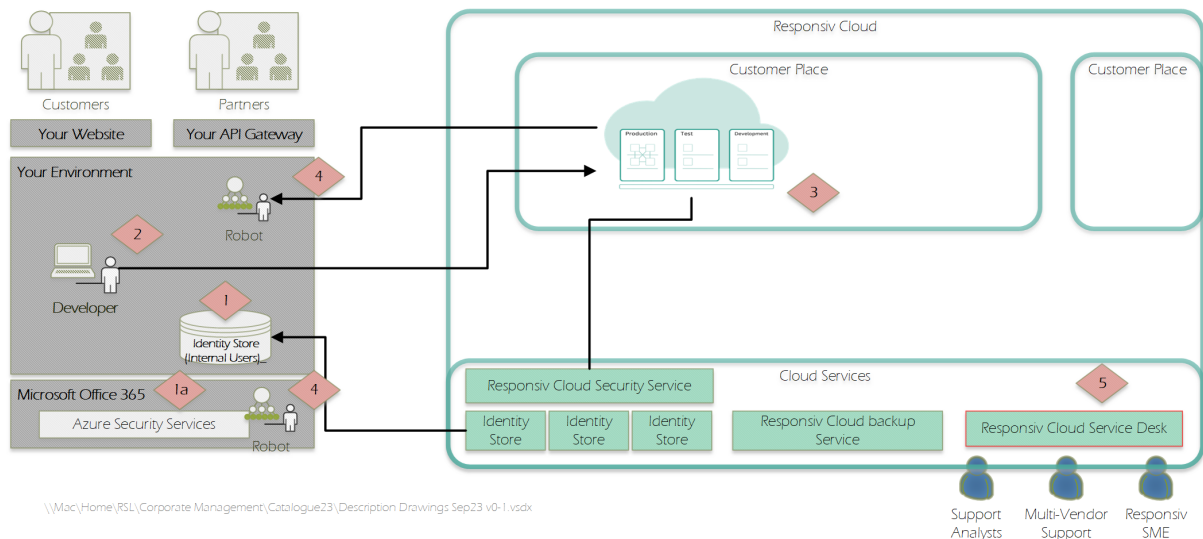 Responsiv Cloud
Customer Place
Customer Place
Customers
Partners
Your Website
Your API Gateway
Production
Test
Development
Your Environment
4
3
Robot
2
Developer
1
Identity Store
(Internal Users)_
Microsoft Office 365
1a
4
Azure Security Services
Robot
Cloud Services
5
Responsiv Cloud Security Service
Identity
Store
Identity
Store
Identity
Store
Responsiv Cloud backup
Service
Responsiv Cloud Service Desk
Support
Analysts
Multi-Vendor
Support
Responsiv
SME
\\Mac\Home\RSL\Corporate Management\Catalogue23\Description Drawings Sep23 v0-1.vsdx